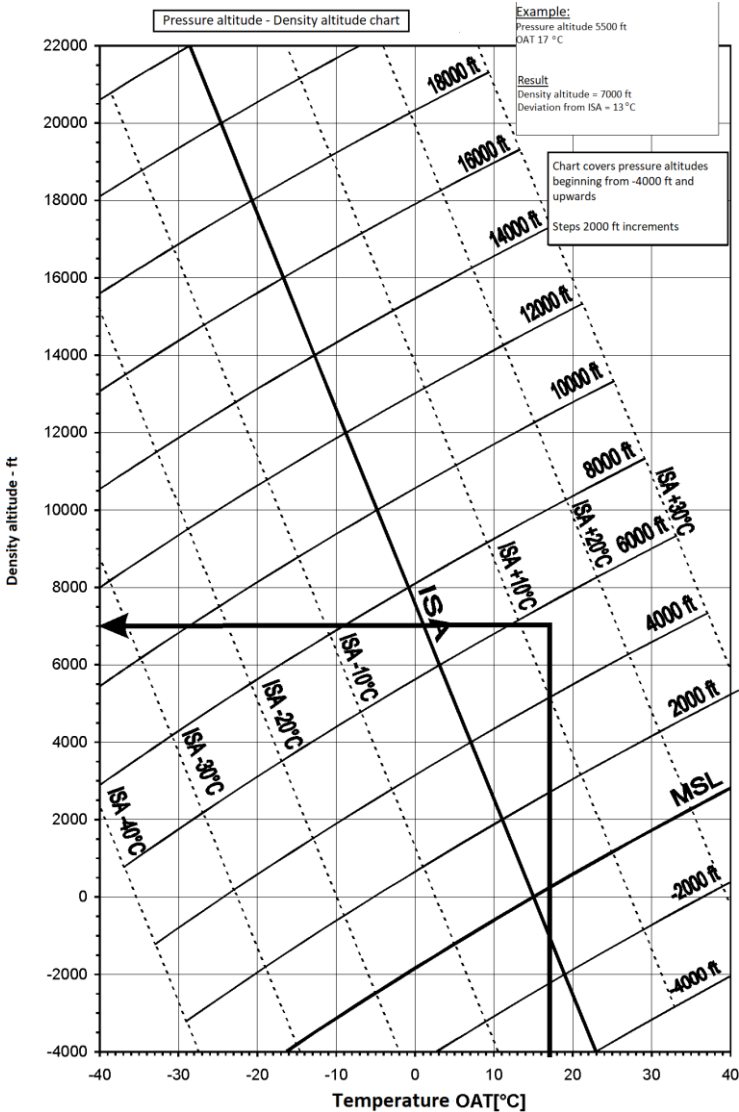 Pressure altitude - Density altitude chart
Example:
Pressure altitude 5500 ft
OAT 17 °C
Result
Density altitude = 7000 ft
Deviation from ISA = 13°C
Chart covers pressure altitudes
beginning from -4000 ft and
upwards
Steps 2000 ft increments
22000
20000
18000
16000
14000
12000
10000
8000
6000
4000
2000
0
-2000
-4000
Density altitude - ft
18000 ft
16000 ft
14000 ft
12000 ft
10000 ft
8000 ft
6000 ft
4000 ft
2000 ft
MSL
-2000 ft
-4000 ft
ISA -40°C
ISA -30°C
ISA -20°C
ISA -10°C
ISA
ISA +10°C
ISA +20°C
ISA +30°C
-40
-30
-20
-10
0
10
20
30
40
Temperature OAT[°C]